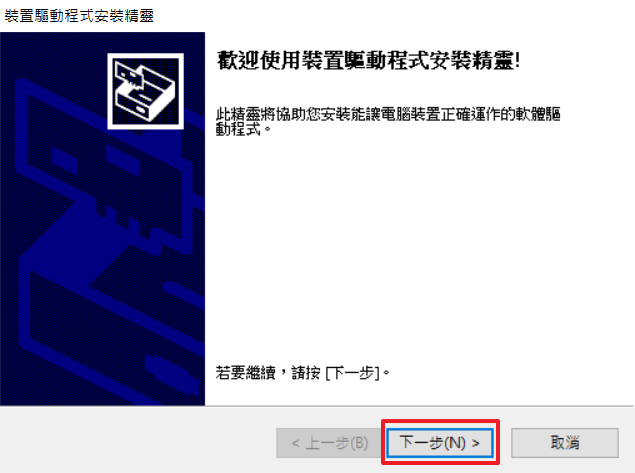 裝置驅動程式安裝精靈
歡迎使用裝置驅動程式安裝精靈!
此精靈將協助您安裝能讓電腦裝置正確運作的軟體驅
動程式。
若要繼續，請按 [下一步]。
< 上一步(B)
下一步(N) >
取消